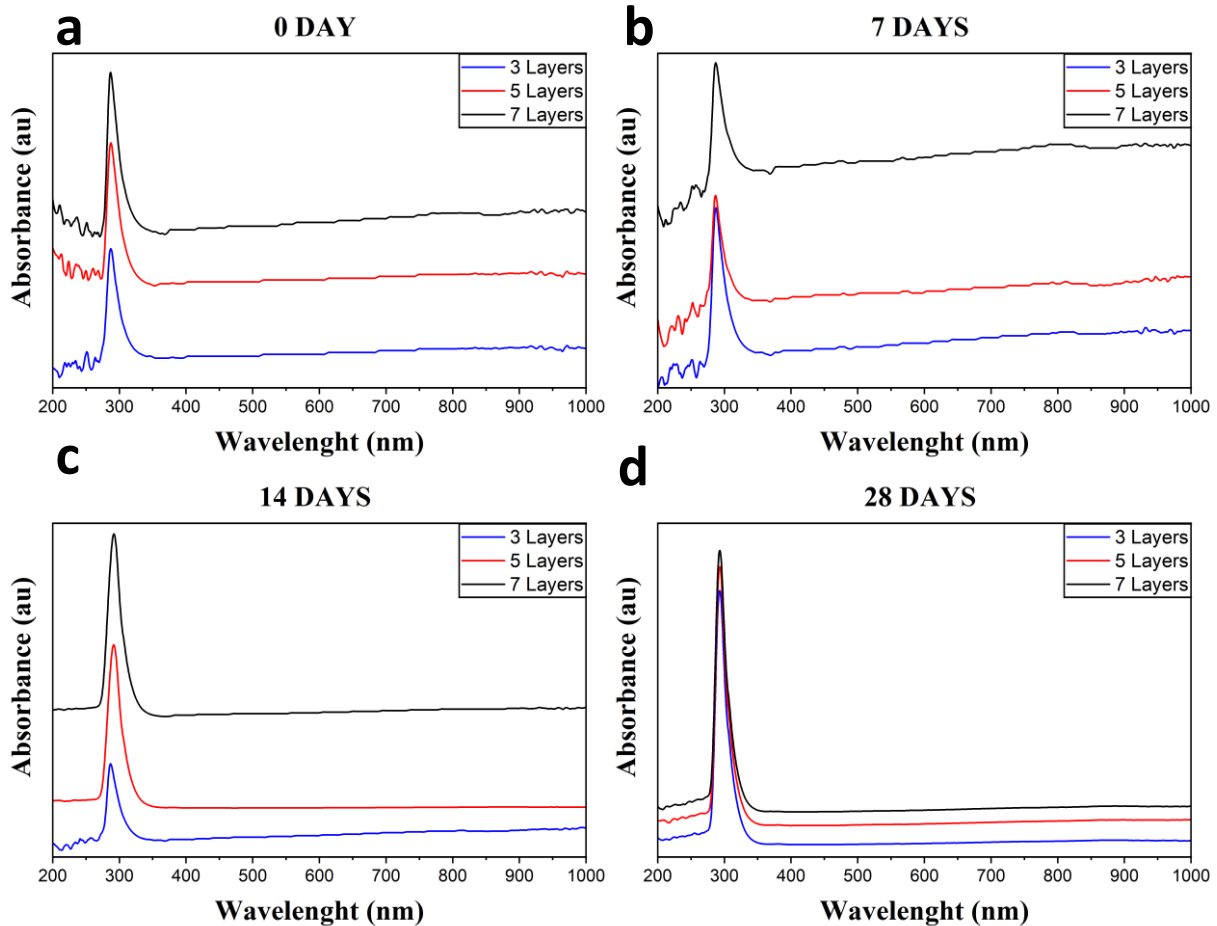 a
0 DAY
3 Layers
5 Layers
7 Layers
Absorbance (au)
200 300 400 500 600 700 800 900 1000
Wavelenght (nm)
b
7 DAYS
3 Layers
5 Layers
7 Layers
Absorbance (au)
200 300 400 500 600 700 800 900 1000
Wavelenght (nm)
c
14 DAYS
3 Layers
5 Layers
7 Layers
Absorbance (au)
200 300 400 500 600 700 800 900 1000
Wavelenght (nm)
d
28 DAYS
3 Layers
5 Layers
7 Layers
Absorbance (au)
200 300 400 500 600 700 800 900 1000
Wavelenght (nm)